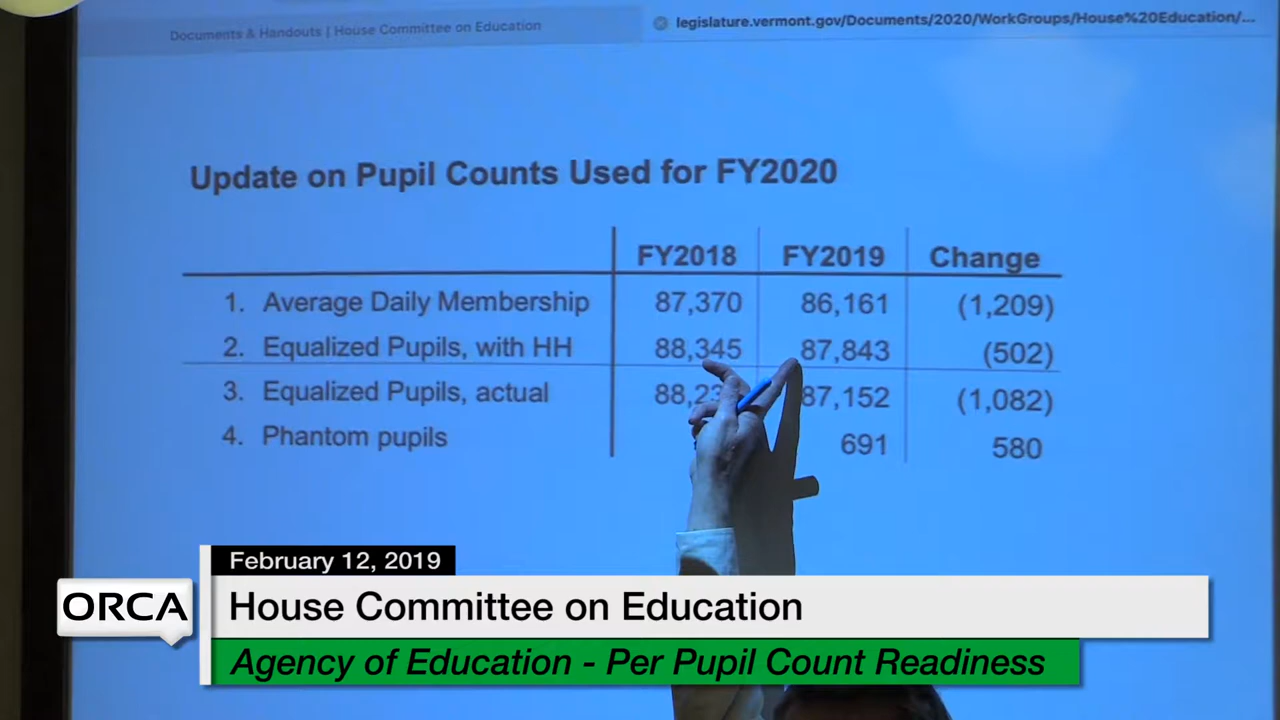 Documents & Handouts | House Committee on Education
legislature.vermont.gov/Documents/2020/WorkGroups/House%20Education/...
Update on Pupil Counts Used for FY2020
FY2018 FY2019 Change
1. Average Daily Membership 87,370 86,161 (1,209)
2. Equalized Pupils, with HH 88,345 87,843 (502)
3. Equalized Pupils, actual 87,152 (1,082)
4. Phantom pupils 691 580
February 12, 2019
ORCA
House Committee on Education
Agency of Education - Per Pupil Count Readiness